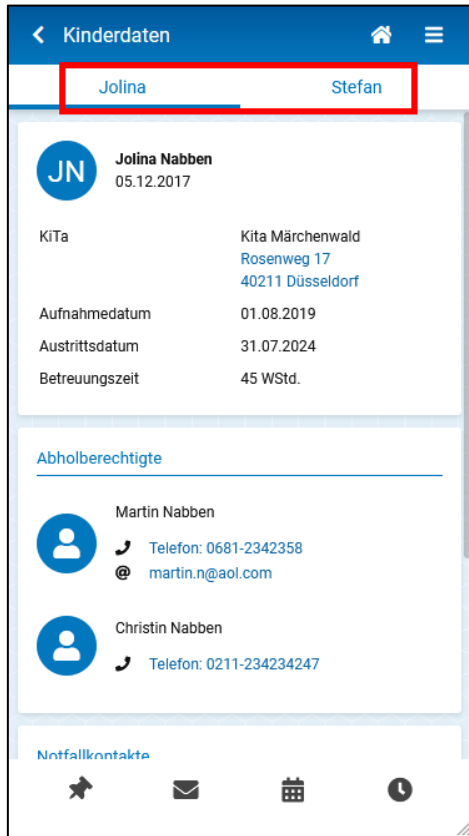 Kinderdaten
Jolina Stefan
JN
Jolina Nabben
05.12.2017
KiTa Kita Märchenwald
Rosenweg 17
40211 Düsseldorf
Aufnahmedatum 01.08.2019
Austrittsdatum 31.07.2024
Betreuungszeit 45 WStd.
Abholberechtigte
Martin Nabben
Telefon: 0681-2342358
@ martin.n@aol.com
Christin Nabben
Telefon: 0211-234234247
Notfallkontakte